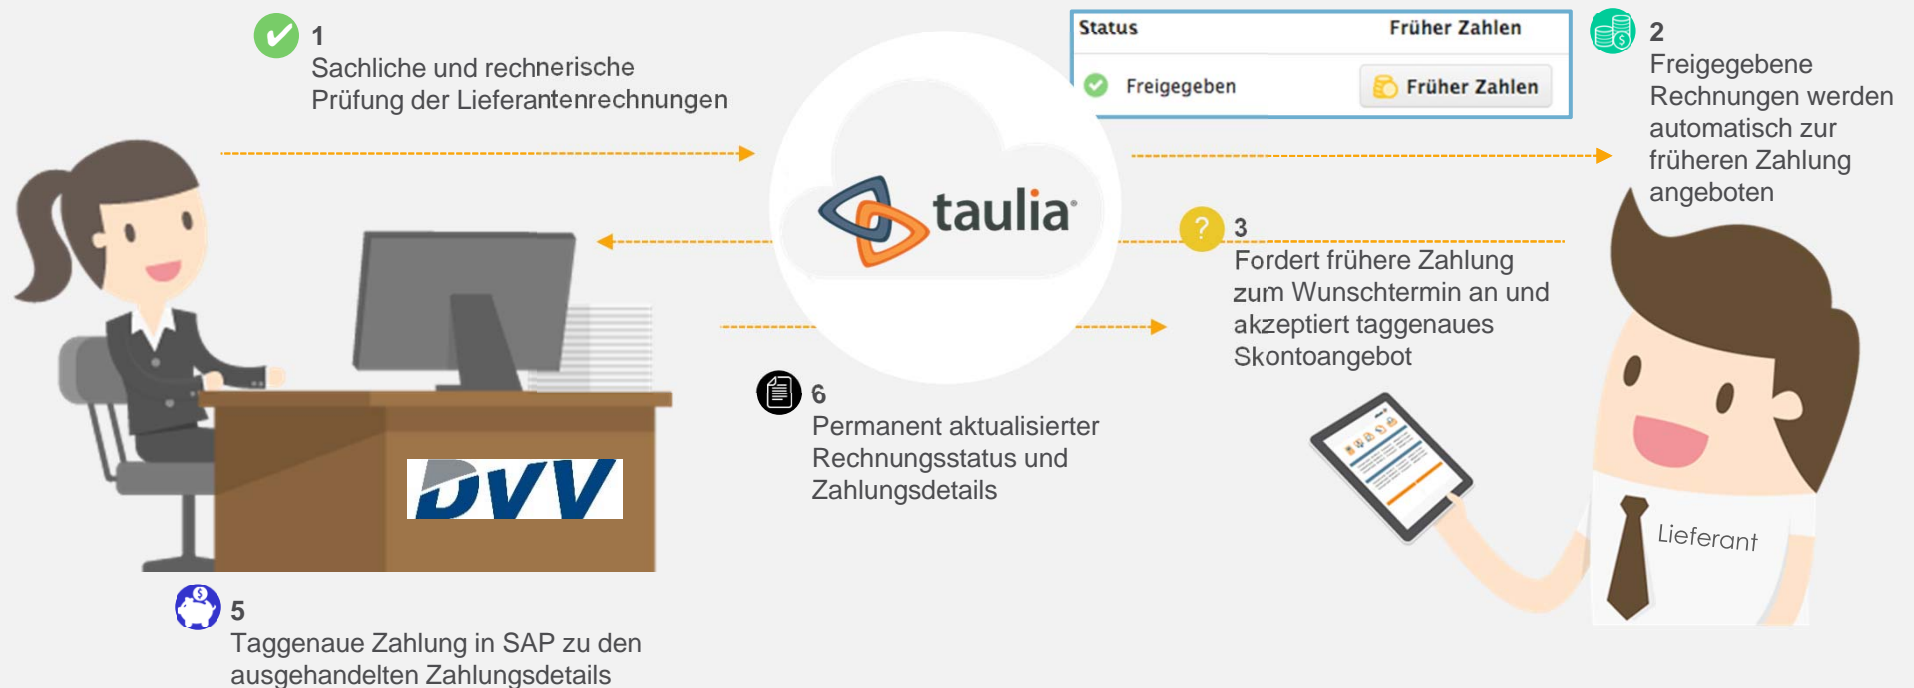 1
Sachliche und rechnerische
Prüfung der Lieferantenrechnungen
Status Früher Zahlen
Freigegeben Früher Zahlen
2
Freigegebene
Rechnungen werden
automatisch zur
früheren Zahlung
angeboten
taulia
3
Fordert frühere Zahlung
zum Wunschtermin an und
akzeptiert taggenaues
Skontoangebot
6
Permanent aktualisierter
Rechnungsstatus und
Zahlungsdetails
DVV
Lieferant
5
Taggenaue Zahlung in SAP zu den
ausgehandelten Zahlungsdetails